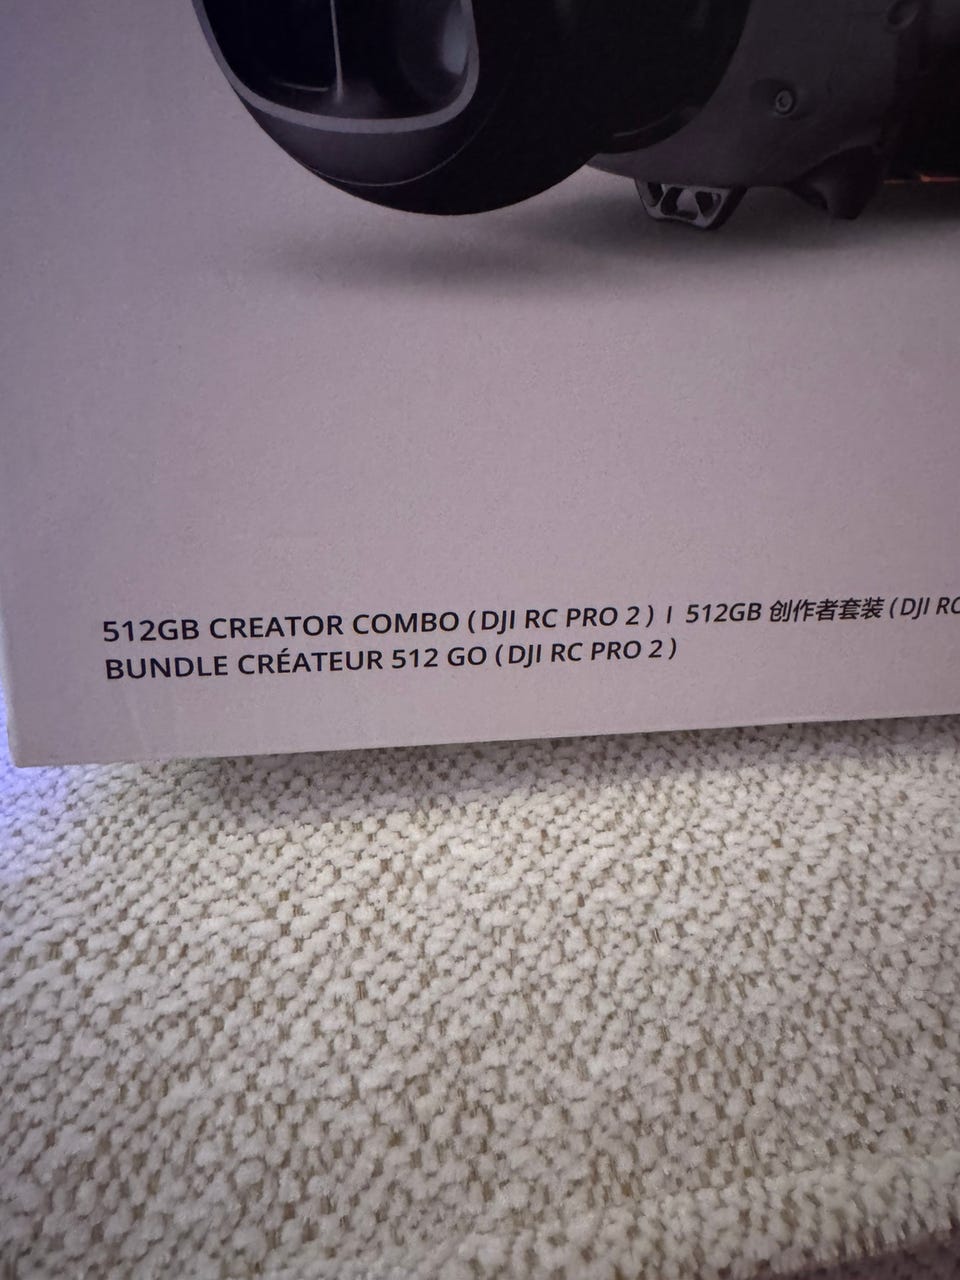 512GB CREATOR COMBO (DJI RC PRO 2) | 512GB 创作者套装 (DJI RC
BUNDLE CRÉATEUR 512 GO (DJI RC PRO 2)